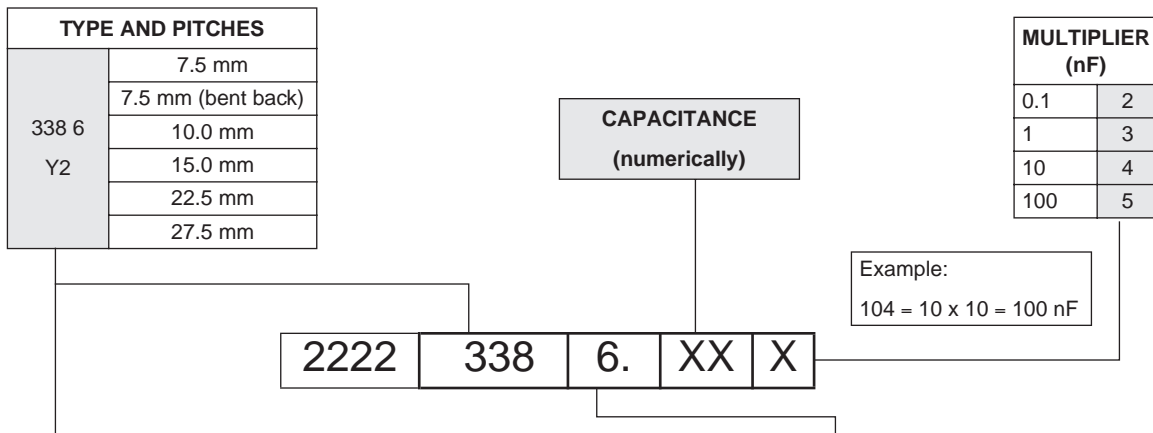 TYPE AND PITCHES
338 6
Y2
7.5 mm
7.5 mm (bent back)
10.0 mm
15.0 mm
22.5 mm
27.5 mm
CAPACITANCE
(numerically)
MULTIPLIER
(nF)
0.1 2
1 3
10 4
100 5
Example:
104 = 10 x 10 = 100 nF
2222 338 6. XX X